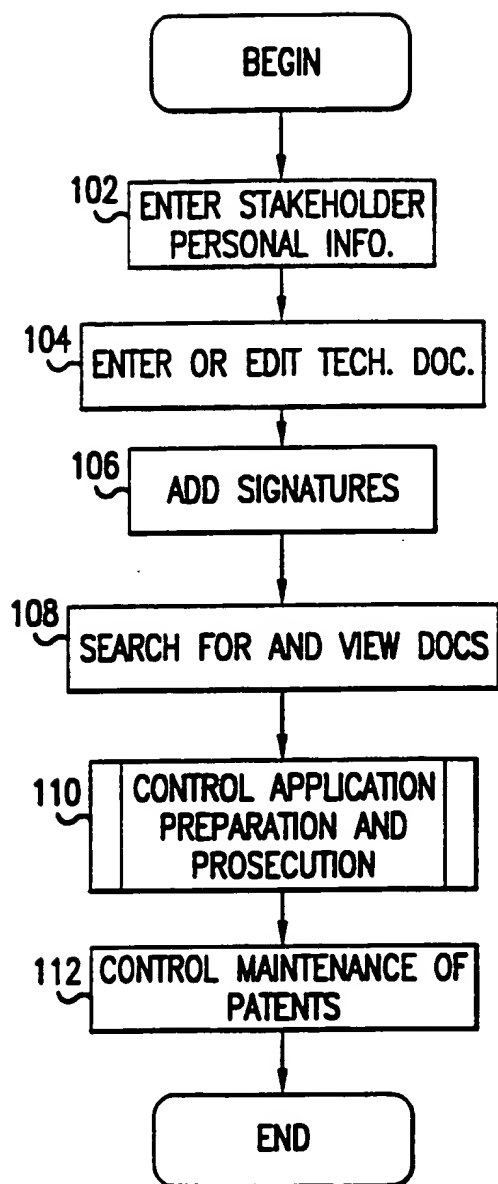 BEGIN
102
ENTER STAKEHOLDER
PERSONAL INFO.
104
ENTER OR EDIT TECH. DOC.
106
ADD SIGNATURES
108
SEARCH FOR AND VIEW DOCS
110
CONTROL APPLICATION
PREPARATION AND
PROSECUTION
112
CONTROL MAINTENANCE OF
PATENTS
END